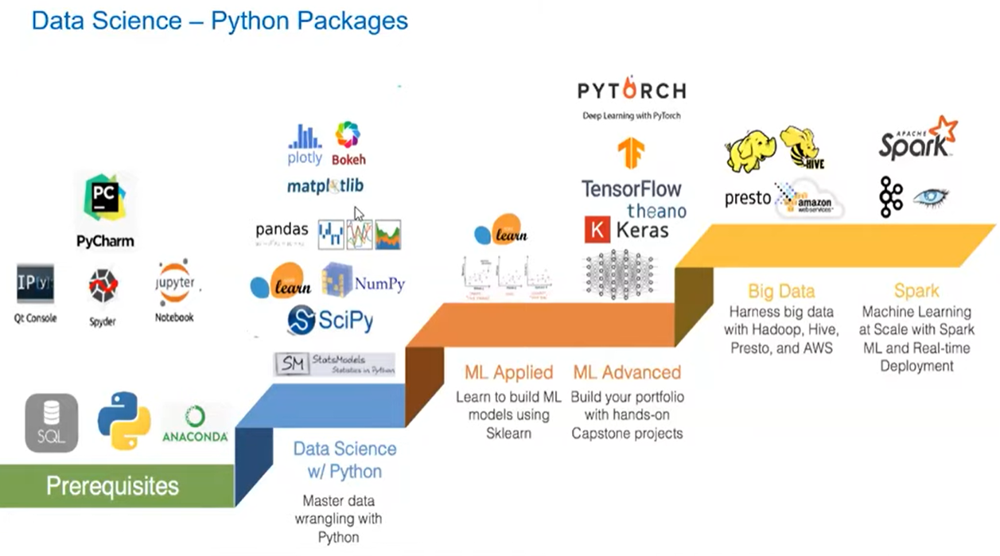 Data Science – Python Packages
PC
PyCharm
IP[y]:
Qt Console
Spyder
jupyter
Notebook
SQL
ANACONDA
Prerequisites
plotly
Bokeh
matplotlib
pandas
learn
NumPy
SciPy
SM
StatsModels
Statistics in Python
Data Science
w/ Python
Master data
wrangling with
Python
learn
ML Applied
Learn to build ML
models using
Sklearn
PYTORCH
Deep Learning with PyTorch
TensorFlow
theano
K Keras
ML Advanced
Build your portfolio
with hands-on
Capstone projects
HIVE
presto
amazon
webservices™
Big Data
Harness big data
with Hadoop, Hive,
Presto, and AWS
APACHE
Spark™
Spark
Machine Learning
at Scale with Spark
ML and Real-time
Deployment